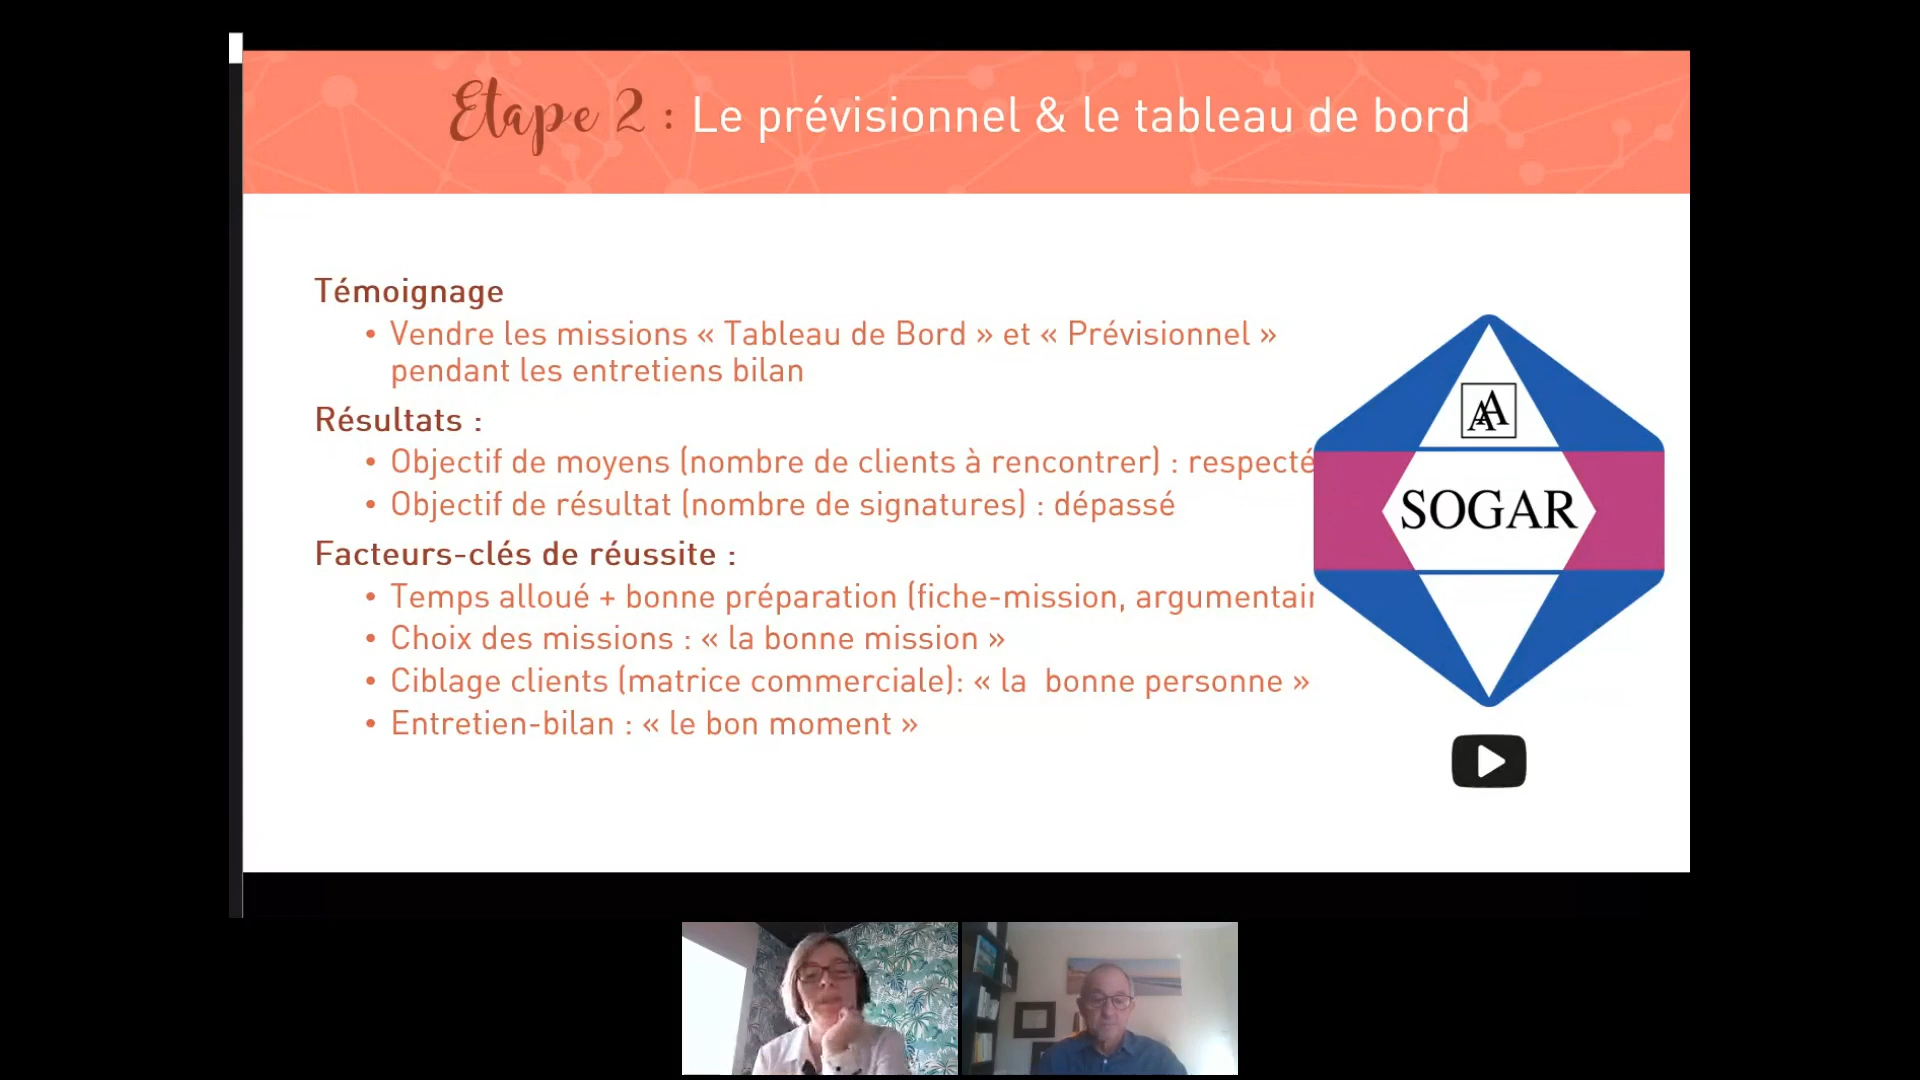 Etape 2 : Le prévisionnel & le tableau de bord
Témoignage
• Vendre les missions « Tableau de Bord » et « Prévisionnel »
pendant les entretiens bilan
Résultats :
• Objectif de moyens (nombre de clients à rencontrer) : respecté
• Objectif de résultat (nombre de signatures) : dépassé
Facteurs-clés de réussite :
• Temps alloué + bonne préparation (fiche-mission, argumentair
• Choix des missions : « la bonne mission »
• Ciblage clients (matrice commerciale): « la  bonne personne »
• Entretien-bilan : « le bon moment »
AA
SOGAR